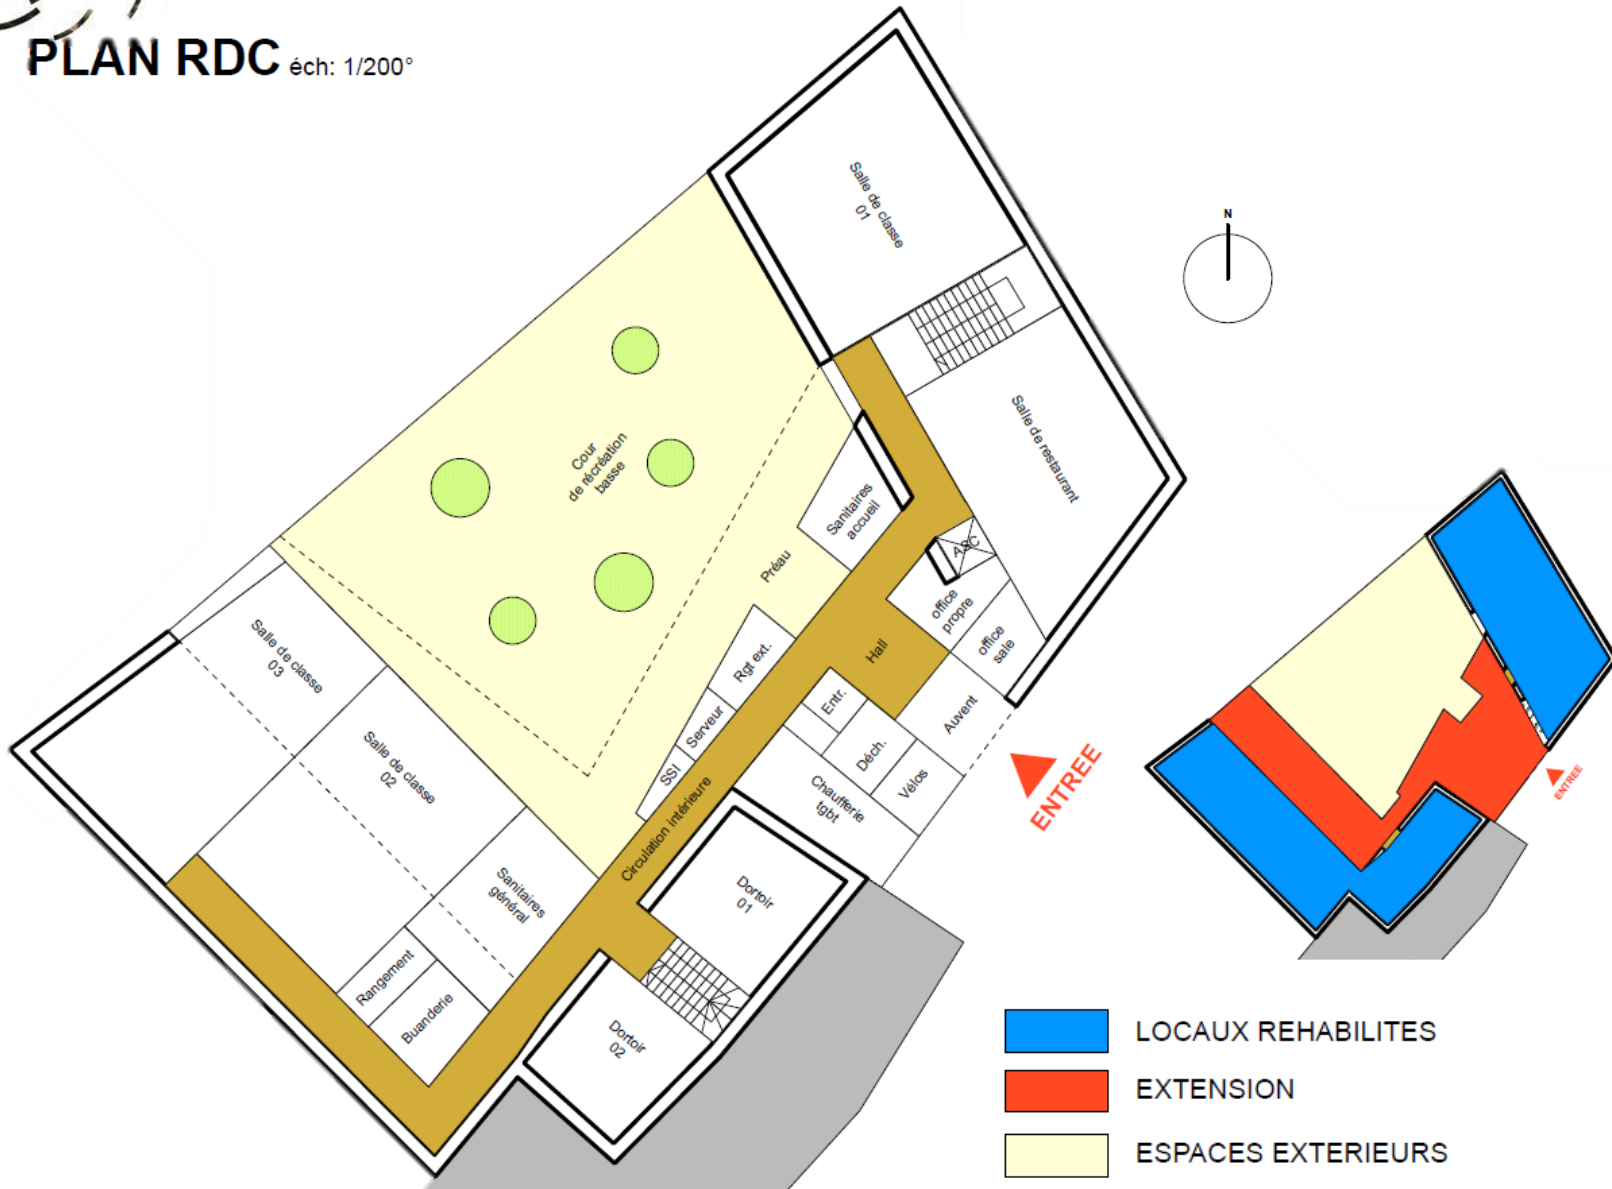 PLAN RDC éch: 1/200°
Salle de classe
01
N
Salle de restaurant
Cour
de récréation
basse
Sanitaires
accueil
Préau
ASC
office
propre
office
sale
Hall
Rgt ext.
Serveur
SSI
Entr.
Déch.
Vélos
Auvent
Chaufferie
tgbt
ENTREE
Circulation intérieure
Salle de classe
03
Salle de classe
02
Sanitaires
général
Rangement
Buanderie
Dortoir
01
Dortoir
02
ENTREE
LOCAUX REHABILITES
EXTENSION
ESPACES EXTERIEURS